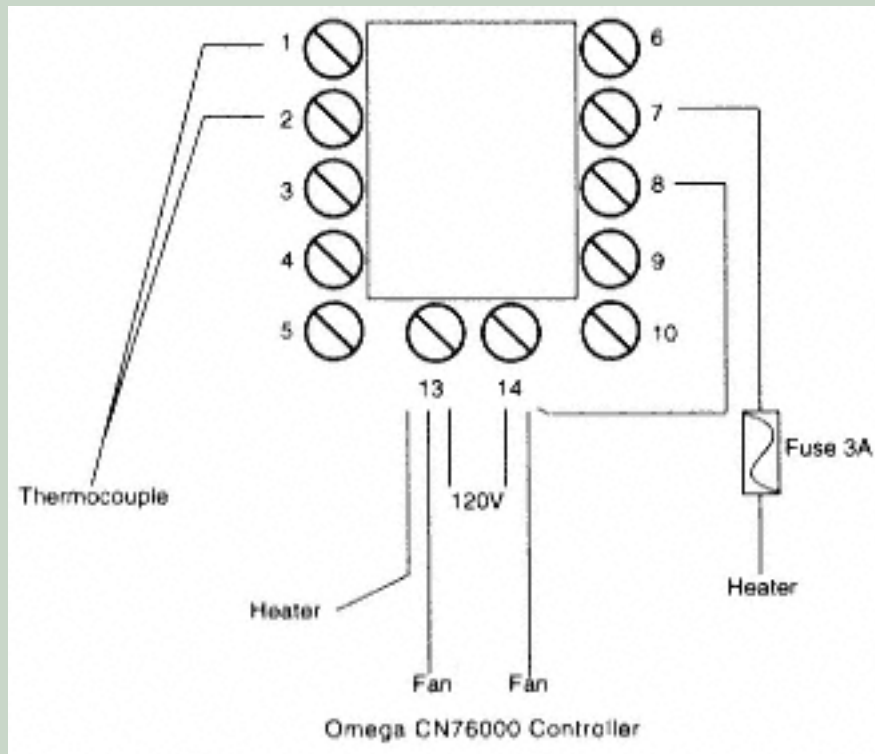 1
2
3
4
5
6
7
8
9
10
13
14
120V
Fuse 3A
Thermocouple
Heater
Heater
Fan
Fan
Omega CN76000 Controller